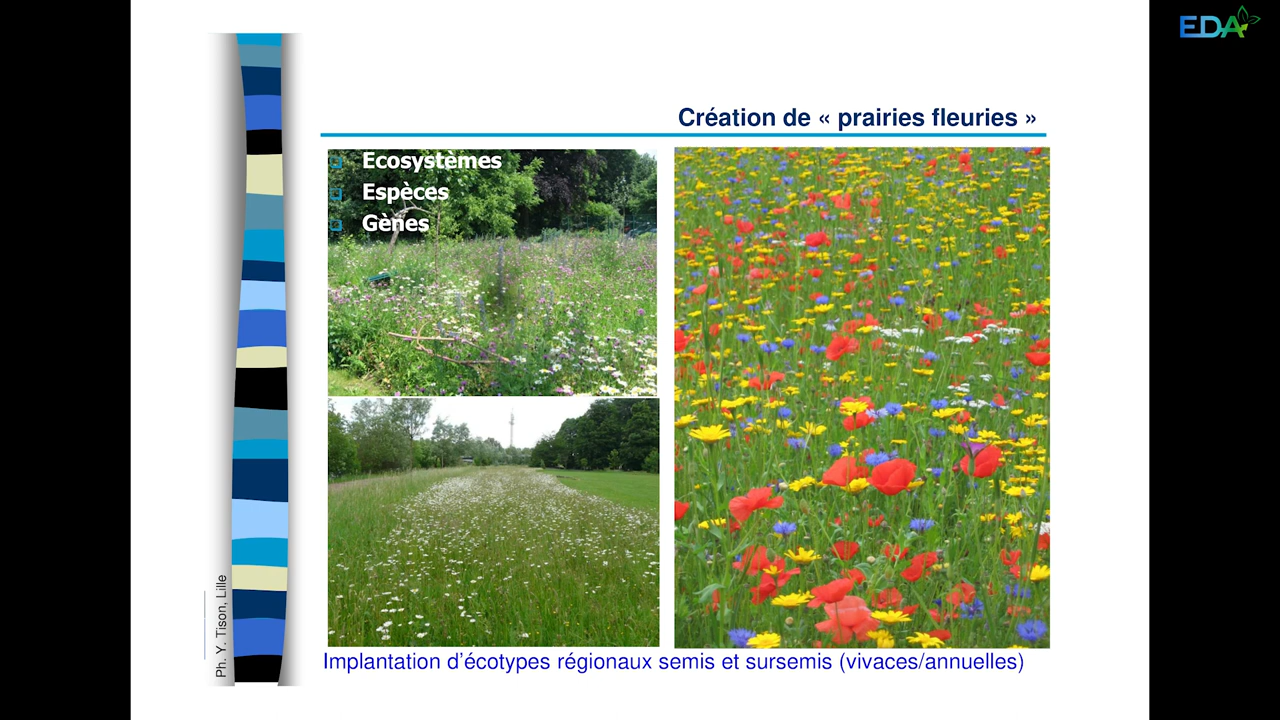 EDA
Création de « prairies fleuries »
Ecosystèmes
Espèces
Gènes
Ph. Y. Tison, Lille
Implantation d'écotypes régionaux semis et sursemis (vivaces/annuelles)